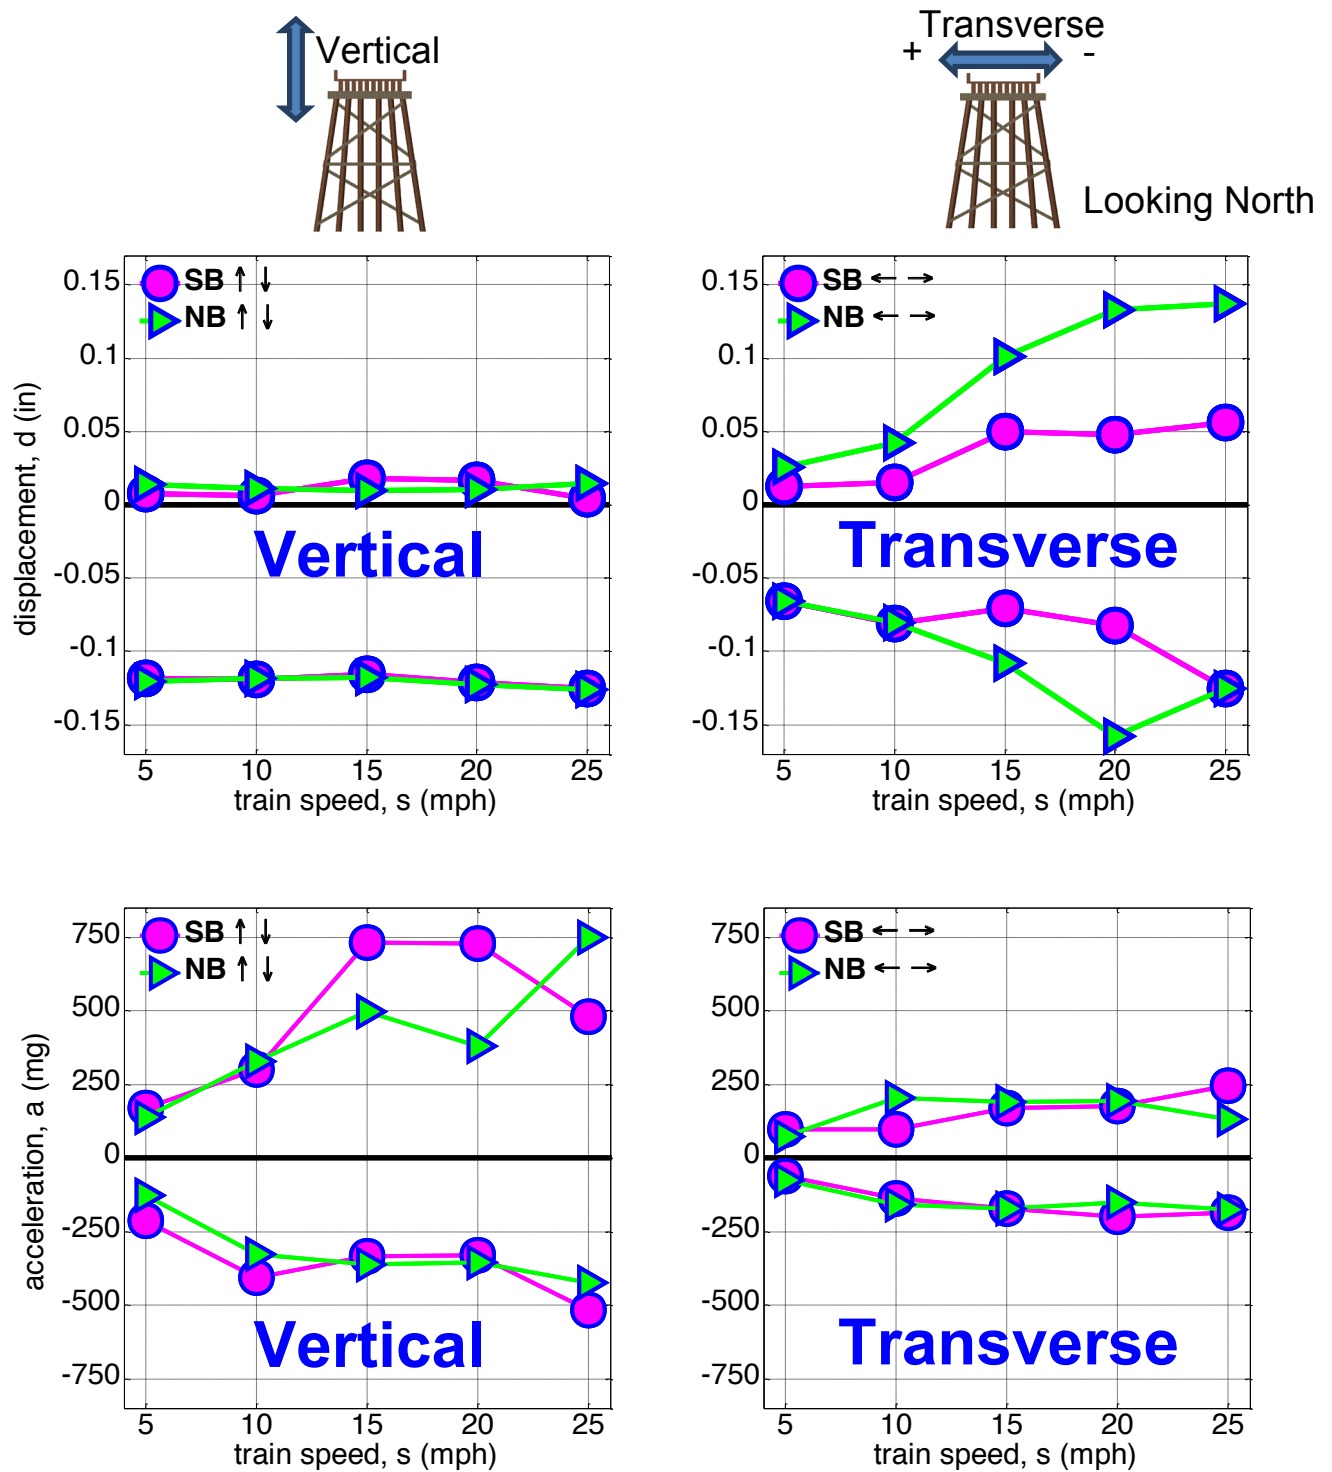 Vertical
Transverse
+ -
Looking North
SB ↑ ↓
NB ↑ ↓
0.15
0.1
0.05
0
-0.05
-0.1
-0.15
displacement, d (in)
Vertical
5 10 15 20 25
train speed, s (mph)
SB ← →
NB ← →
0.15
0.1
0.05
0
-0.05
-0.1
-0.15
Transverse
5 10 15 20 25
train speed, s (mph)
SB ↑ ↓
NB ↑ ↓
750
500
250
0
-250
-500
-750
acceleration, a (mg)
Vertical
5 10 15 20 25
train speed, s (mph)
SB ← →
NB ← →
750
500
250
0
-250
-500
-750
Transverse
5 10 15 20 25
train speed, s (mph)